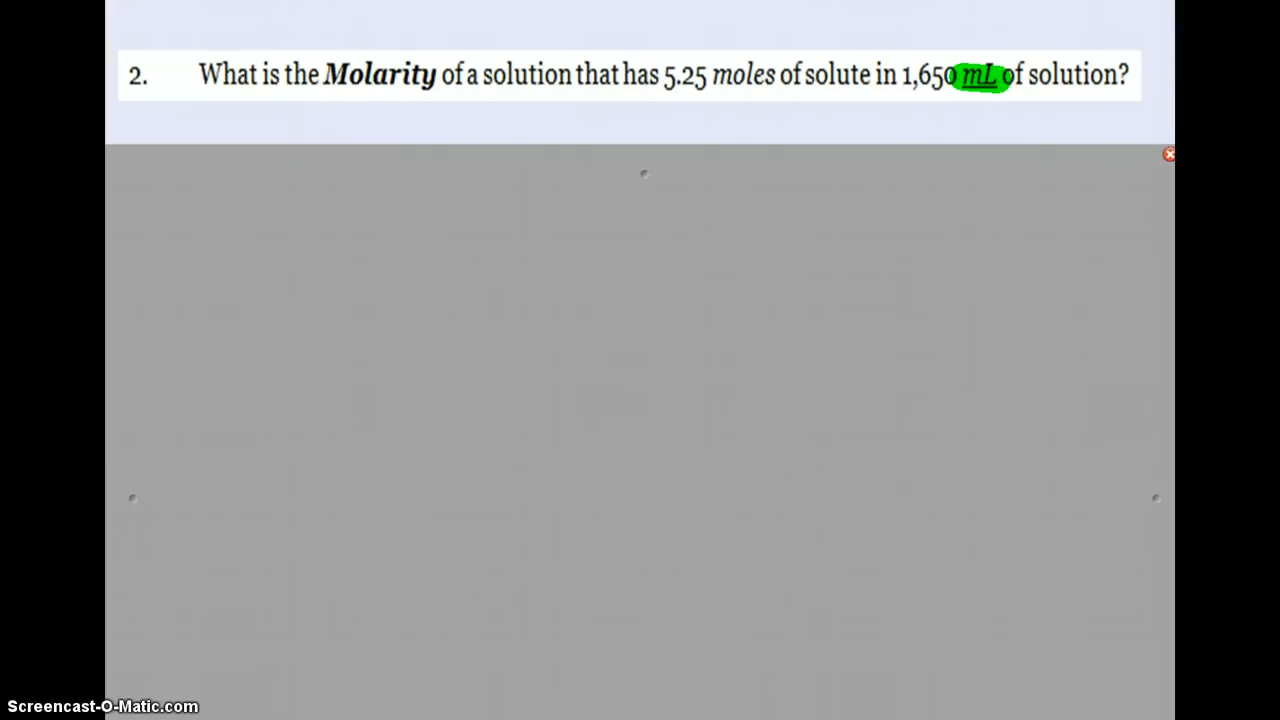 2. What is the Molarity of a solution that has 5.25 moles of solute in 1,650 mL of solution?
Screencast-O-Matic.com